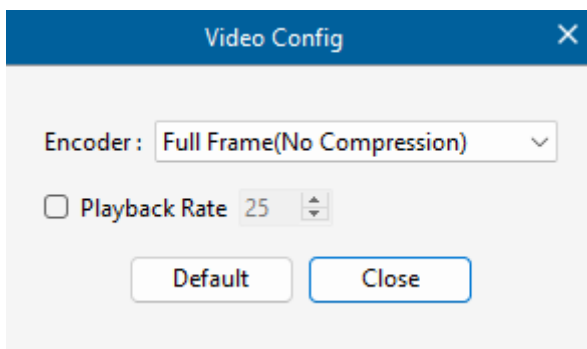 Video Config
Encoder : Full Frame(No Compression)
Playback Rate 25
Default Close